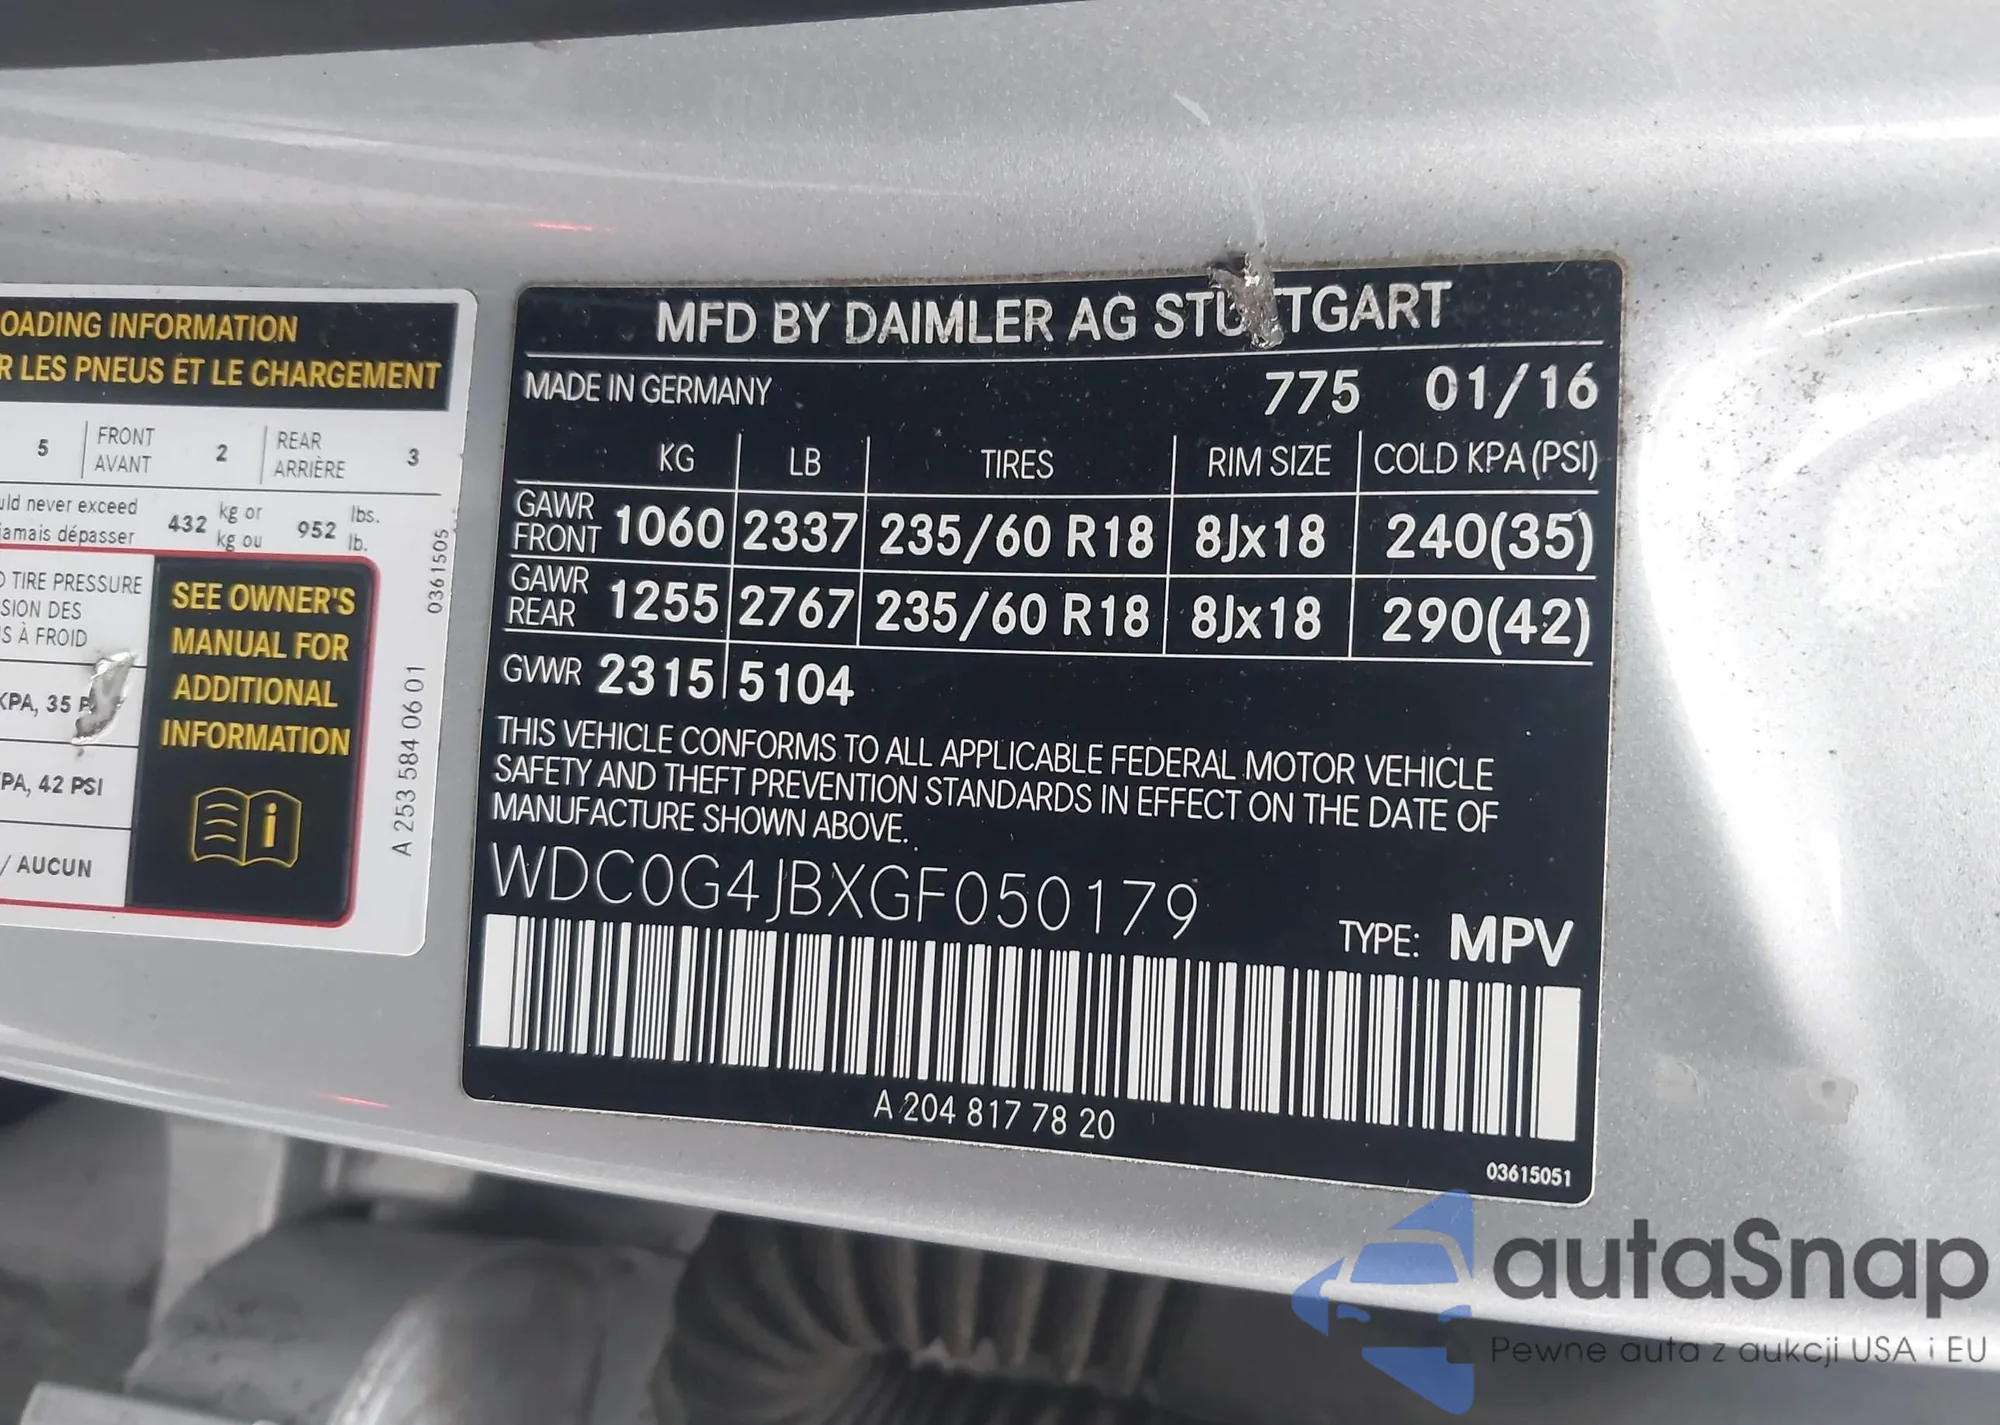 OADING INFORMATION
R LES PNEUS ET LE CHARGEMENT
5 FRONT AVANT 2 REAR ARRIÈRE 3
uld never exceed
jamais dépasser
432 kg or kg ou 952 lbs. lb.
TIRE PRESSURE
SION DES
S À FROID
KPA, 35 P
PA, 42 PSI
/ AUCUN
SEE OWNER'S
MANUAL FOR
ADDITIONAL
INFORMATION
i
A 253 584 06 01
0361505
MFD BY DAIMLER AG STUTTGART
MADE IN GERMANY 775 01/16
KG LB TIRES RIM SIZE COLD KPA (PSI)
GAWR FRONT 1060 2337 235/60 R18 8Jx18 240(35)
GAWR REAR 1255 2767 235/60 R18 8Jx18 290(42)
GVWR 2315 5104
THIS VEHICLE CONFORMS TO ALL APPLICABLE FEDERAL MOTOR VEHICLE
SAFETY AND THEFT PREVENTION STANDARDS IN EFFECT ON THE DATE OF
MANUFACTURE SHOWN ABOVE.
WDC0G4JBXGF050179
TYPE: MPV
A 204 817 78 20
03615051
autaSnap
Pewne auta z aukcji USA i EU